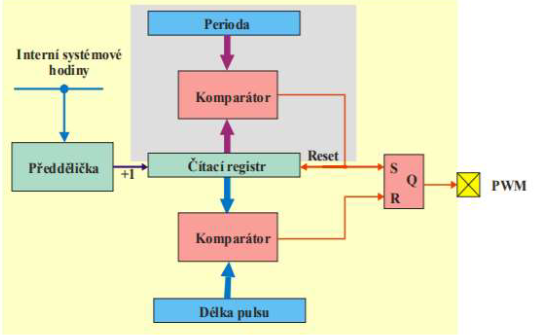 Perioda
Interní systémové
hodiny
Komparátor
Reset
Předdělička
+1
Čítací registr
S
Q
R
PWM
Komparátor
Délka pulsu